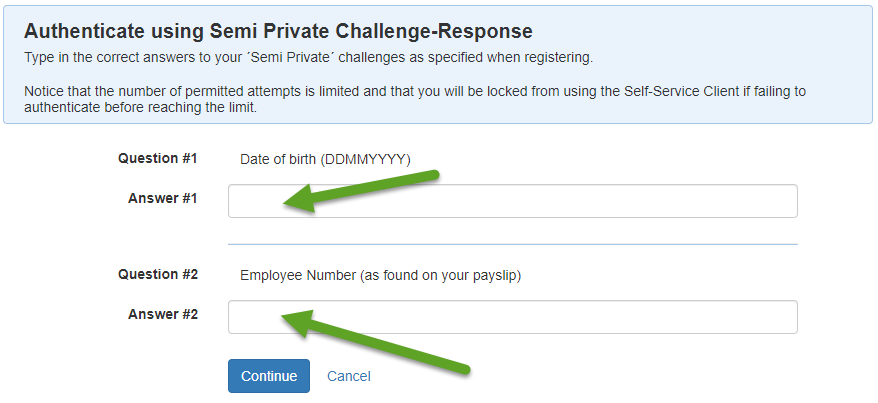 Authenticate using Semi Private Challenge-Response
Type in the correct answers to your ´Semi Private´ challenges as specified when registering.
Notice that the number of permitted attempts is limited and that you will be locked from using the Self-Service Client if failing to
authenticate before reaching the limit.
Question #1 Date of birth (DDMMYYYY)
Answer #1
Question #2 Employee Number (as found on your payslip)
Answer #2
Continue Cancel